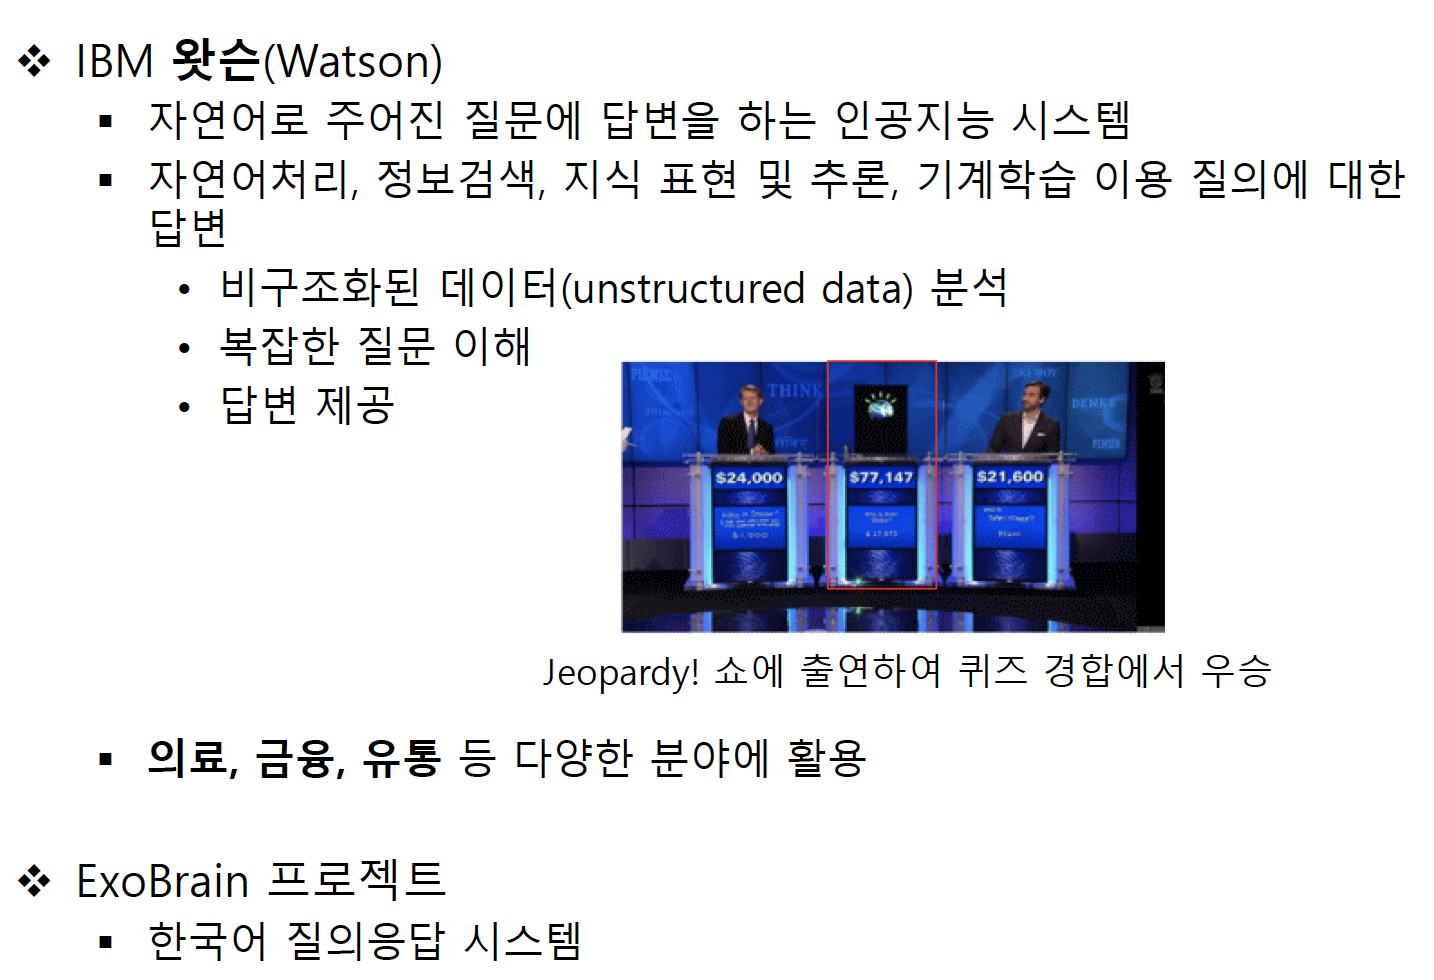 ❖ IBM 왓슨(Watson)
▪ 자연어로 주어진 질문에 답변을 하는 인공지능 시스템
▪ 자연어처리, 정보검색, 지식 표현 및 추론, 기계학습 이용 질의에 대한
답변
• 비구조화된 데이터(unstructured data) 분석
• 복잡한 질문 이해
• 답변 제공
THINK
DENKE
PENSER
$24,000
$77,147
$21,600
$ 17,973
Jeopardy! 쇼에 출연하여 퀴즈 경합에서 우승
▪ 의료, 금융, 유통 등 다양한 분야에 활용
❖ ExoBrain 프로젝트
▪ 한국어 질의응답 시스템